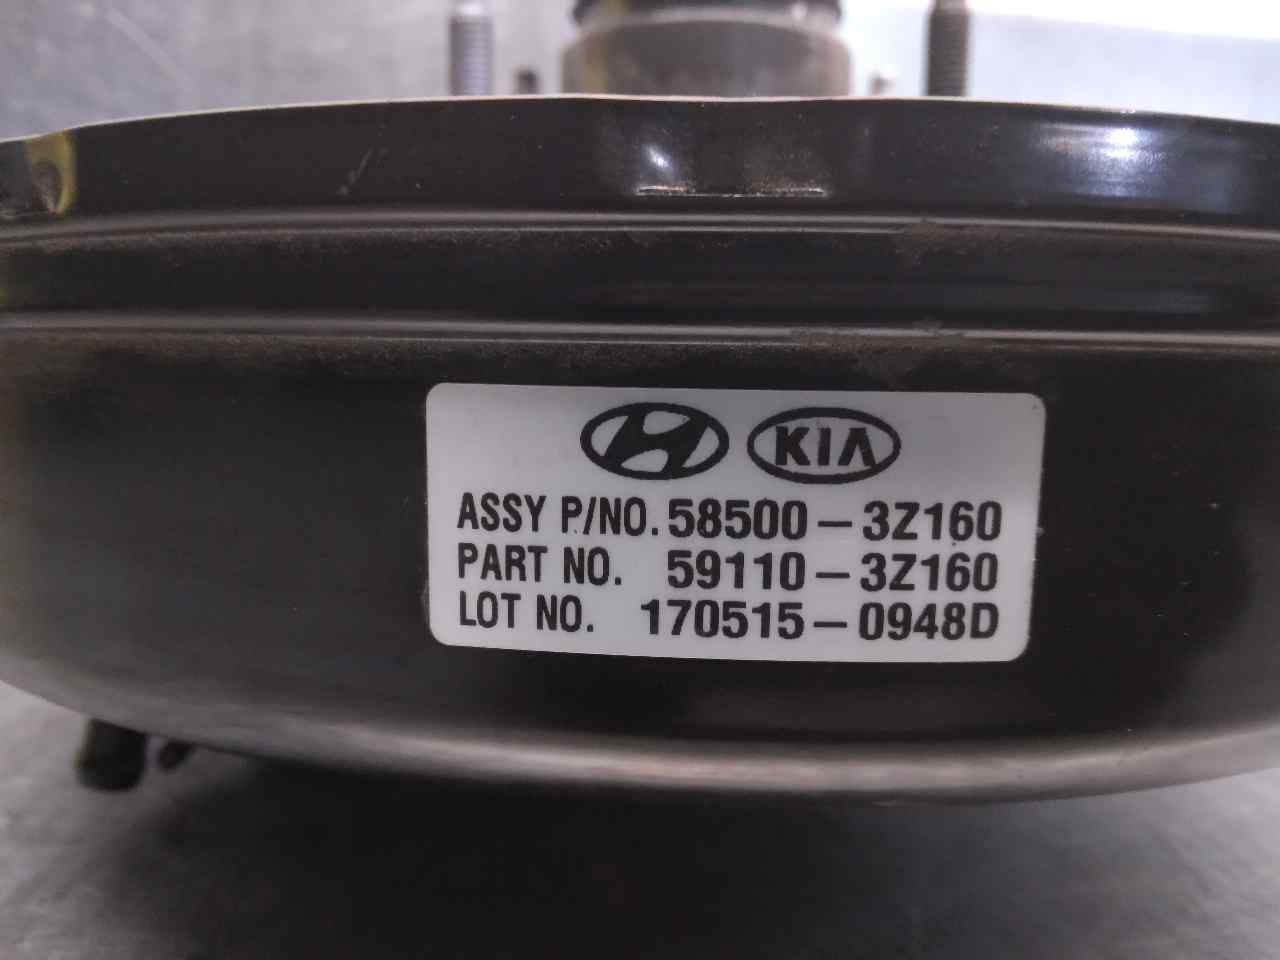 KIA
ASSY P/NO. 58500-3Z160
PART NO. 59110-3Z160
LOT NO. 170515-0948D